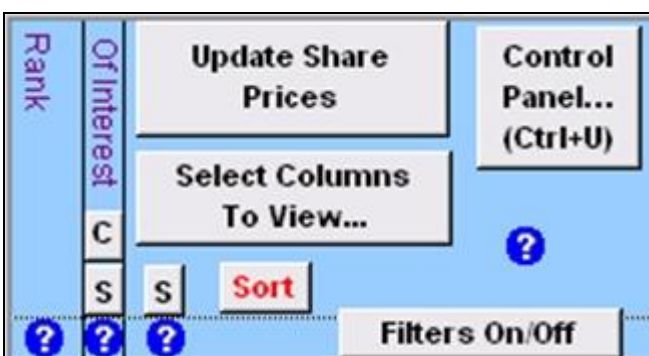 Rank
Of Interest
Update Share
Prices
Control
Panel...
(Ctrl+U)
Select Columns
To View...
C
?
S
S
Sort
?
?
?
Filters On/Off